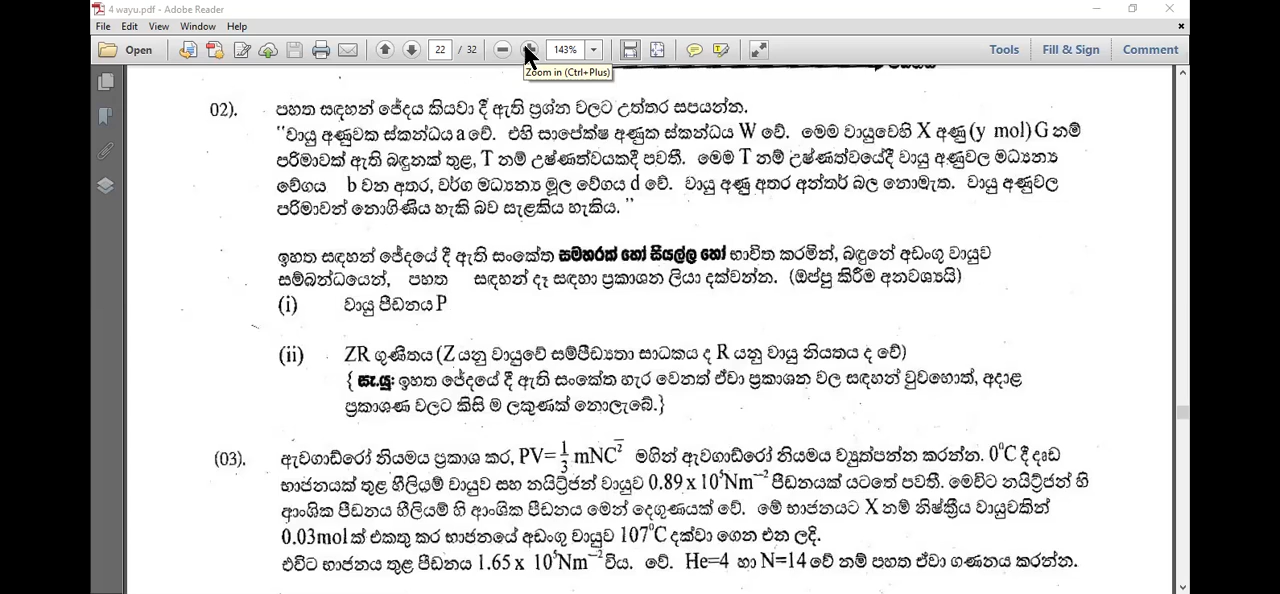 4 wayu.pdf - Adobe Reader
File Edit View Window Help
Open 22 / 32 143% Tools Fill & Sign Comment
Zoom in (Ctrl+Plus)
02). පහත සඳහන් ඡේදය කියවා දී ඇති ප්‍රශ්න වලට උත්තර සපයන්න.
"වායු අණුවක ස්කන්ධය a වේ. එහි සාපේක්ෂ අණුක ස්කන්ධය W වේ. මෙම වායුවෙහි X අණු (y mol) G නම්
පරිමාවක් ඇති බඳුනක් තුළ, T නම් උෂ්ණත්වයකදී පවතී. මෙම T නම් උෂ්ණත්වයේදී වායු අණුවල මධ්‍යන්‍ය
වේගය b වන අතර, වර්ග මධ්‍යන්‍ය මූල වේගය d වේ. වායු අණු අතර අන්තර් බල නොමැත. වායු අණුවල
පරිමාවන් නොගිණිය හැකි බව සැළකිය හැකිය. "
ඉහත සඳහන් ඡේදයේ දී ඇති සංකේත සමහරක් හෝ සියල්ල හෝ භාවිත කරමින්, බඳුනේ අඩංගු වායුව
සම්බන්ධයෙන්, පහත සඳහන් දෑ සඳහා ප්‍රකාශන ලියා දක්වන්න. (ඔප්පු කිරීම අනවශ්‍යයි)
(i) වායු පීඩනය P
(ii) ZR ගුණිතය (Z යනු වායුවේ සම්පීඩ්‍යතා සාධකය ද R යනු වායු නියතය ද වේ)
{ සැ.යු: ඉහත ඡේදයේ දී ඇති සංකේත හැර වෙනත් ඒවා ප්‍රකාශන වල සඳහන් වුවහොත්, අදාළ
ප්‍රකාශණ වලට කිසි ම ලකුණක් නොලැබේ.}
(03). ඇවගාඩ්රෝ නියමය ප්‍රකාශ කර, PV= 1/3 mNC̅² මගින් ඇවගාඩ්රෝ නියමය ව්‍යුත්පන්න කරන්න. 0⁰C දී දෘඩ
භාජනයක් තුළ හීලියම් වායුව සහ නයිට්‍රිජන් වායුව 0.89 x 10⁵Nm⁻² පීඩනයක් යටතේ පවතී. මෙවිට නයිට්‍රිජන් හි
ආංශික පීඩනය හීලියම් හි ආංශික පීඩනය මෙන් දෙගුණයක් වේ. මේ භාජනයට X නම් නිෂ්ක්‍රීය වායුවකින්
0.03mol ක් එකතු කර භාජනයේ අඩංගු වායුව 107⁰C දක්වා ගෙන එන ලදි.
එවිට භාජනය තුළ පීඩනය 1.65 x 10⁵Nm⁻² විය. වේ. He=4 හා N=14 වේ නම් පහත ඒවා ගණනය කරන්න.